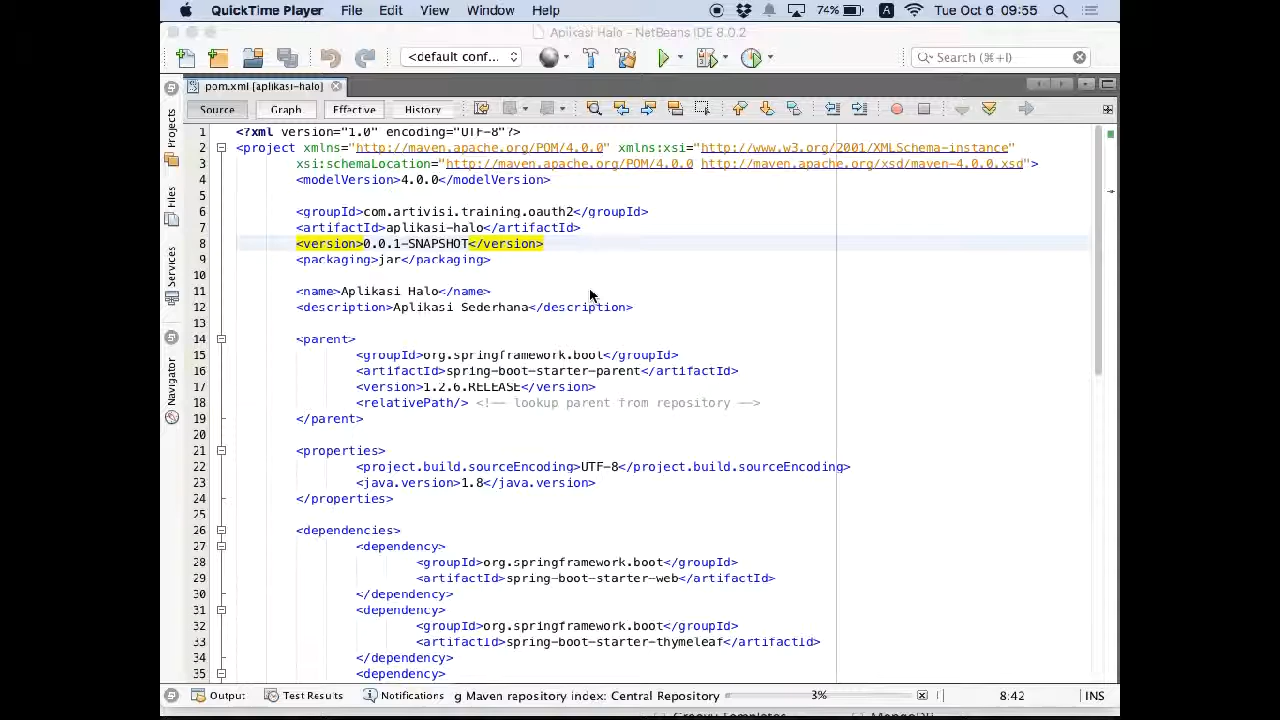 QuickTime Player File Edit View Window Help 74% A Tue Oct 6 09:55
Aplikasi Halo - NetBeans IDE 8.0.2
<default conf... Search (⌘+I)
pom.xml [aplikasi-halo]
Source Graph Effective History
Projects
Files
Services
Navigator
1 <?xml version="1.0" encoding="UTF-8"?>
2 <project xmlns="http://maven.apache.org/POM/4.0.0" xmlns:xsi="http://www.w3.org/2001/XMLSchema-instance"
3 xsi:schemaLocation="http://maven.apache.org/POM/4.0.0 http://maven.apache.org/xsd/maven-4.0.0.xsd">
4 <modelVersion>4.0.0</modelVersion>
5
6 <groupId>com.artivisi.training.oauth2</groupId>
7 <artifactId>aplikasi-halo</artifactId>
8 <version>0.0.1-SNAPSHOT</version>
9 <packaging>jar</packaging>
10
11 <name>Aplikasi Halo</name>
12 <description>Aplikasi Sederhana</description>
13
14 <parent>
15 <groupId>org.springframework.boot</groupId>
16 <artifactId>spring-boot-starter-parent</artifactId>
17 <version>1.2.6.RELEASE</version>
18 <relativePath/> <!-- lookup parent from repository -->
19 </parent>
20
21 <properties>
22 <project.build.sourceEncoding>UTF-8</project.build.sourceEncoding>
23 <java.version>1.8</java.version>
24 </properties>
25
26 <dependencies>
27 <dependency>
28 <groupId>org.springframework.boot</groupId>
29 <artifactId>spring-boot-starter-web</artifactId>
30 </dependency>
31 <dependency>
32 <groupId>org.springframework.boot</groupId>
33 <artifactId>spring-boot-starter-thymeleaf</artifactId>
34 </dependency>
35 <dependency>
Output Test Results Notifications g Maven repository index: Central Repository 3% 8:42 INS